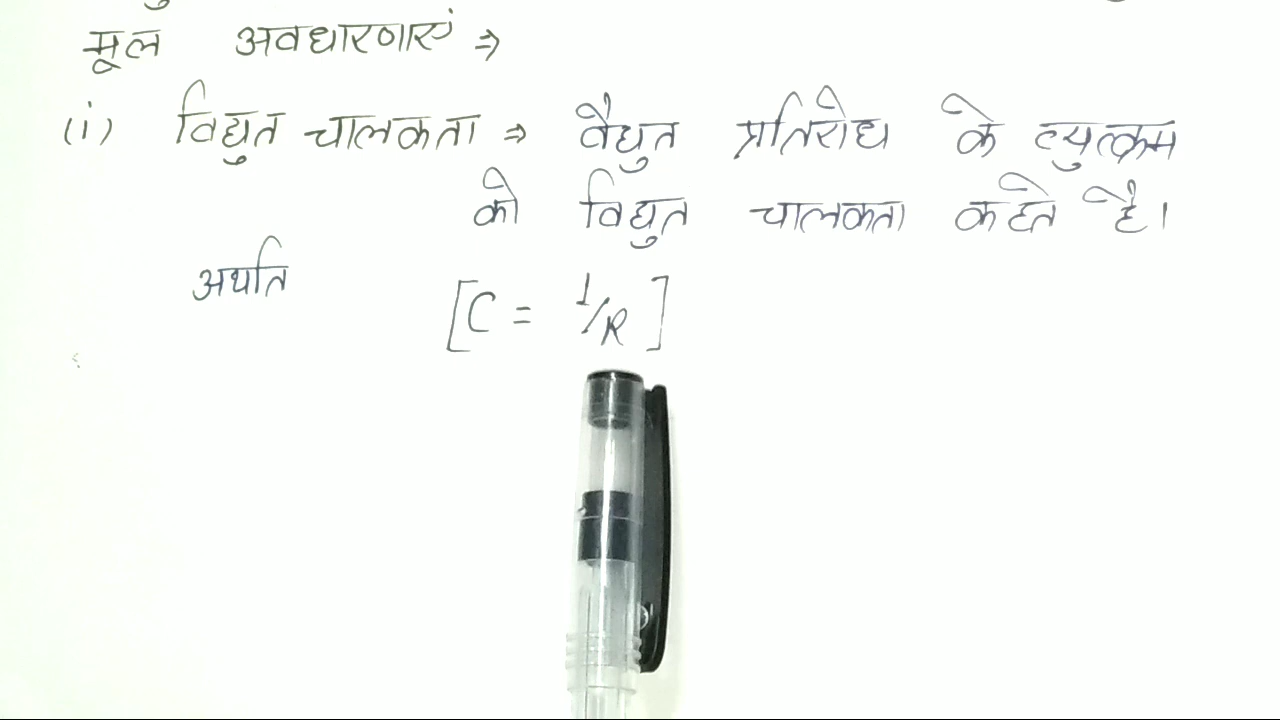 मूल अवधारणाएं ⇒
(i) विद्युत चालकता ⇒ वैद्युत प्रतिरोध के व्युत्क्रम
को विद्युत चालकता कहते है।
अर्थात
[C = 1/R]